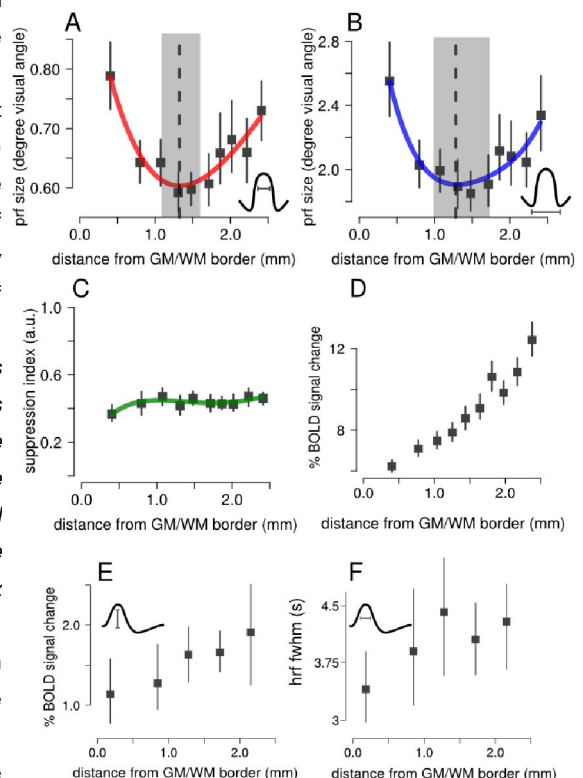 A
prf size (degree visual angle)
0.80
0.70
0.60
0.0 1.0 2.0
distance from GM/WM border (mm)
B
prf size (degree visual angle)
2.8
2.4
2.0
0.0 1.0 2.0
distance from GM/WM border (mm)
C
suppression index (a.u.)
1.0
0.6
0.2
0.0 1.0 2.0
distance from GM/WM border (mm)
D
% BOLD signal change
12
8
0.0 1.0 2.0
distance from GM/WM border (mm)
E
% BOLD signal change
2.0
1.0
0.0 1.0 2.0
distance from GM/WM border (mm)
F
hrf fwhm (s)
4.5
3.75
3
0.0 1.0 2.0
distance from GM/WM border (mm)